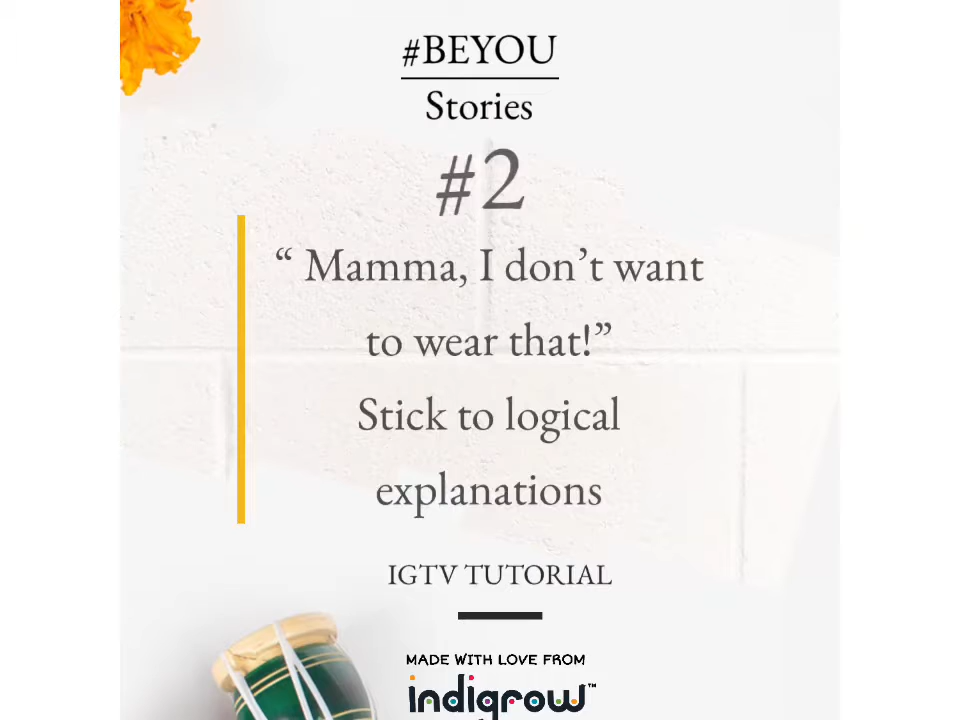 #BEYOU
Stories
#2
“ Mamma, I don’t want
to wear that!”
Stick to logical
explanations
IGTV TUTORIAL
MADE WITH LOVE FROM
indigrow™